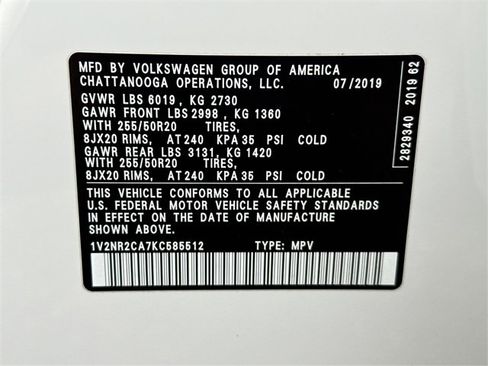 MFD BY VOLKSWAGEN GROUP OF AMERICA
CHATTANOOGA OPERATIONS, LLC. 07/2019
GVWR LBS 6019, KG 2730
GAWR FRONT LBS 2998, KG 1360
WITH 255/50R20 TIRES,
8JX20 RIMS, AT 240 KPA 35 PSI COLD
GAWR REAR LBS 3131, KG 1420
WITH 255/50R20 TIRES,
8JX20 RIMS, AT 240 KPA 35 PSI COLD
THIS VEHICLE CONFORMS TO ALL APPLICABLE
U.S. FEDERAL MOTOR VEHICLE SAFETY STANDARDS
IN EFFECT ON THE DATE OF MANUFACTURE
SHOWN ABOVE.
1V2NR2CA7KC585512 TYPE: MPV
2829340 2019 62